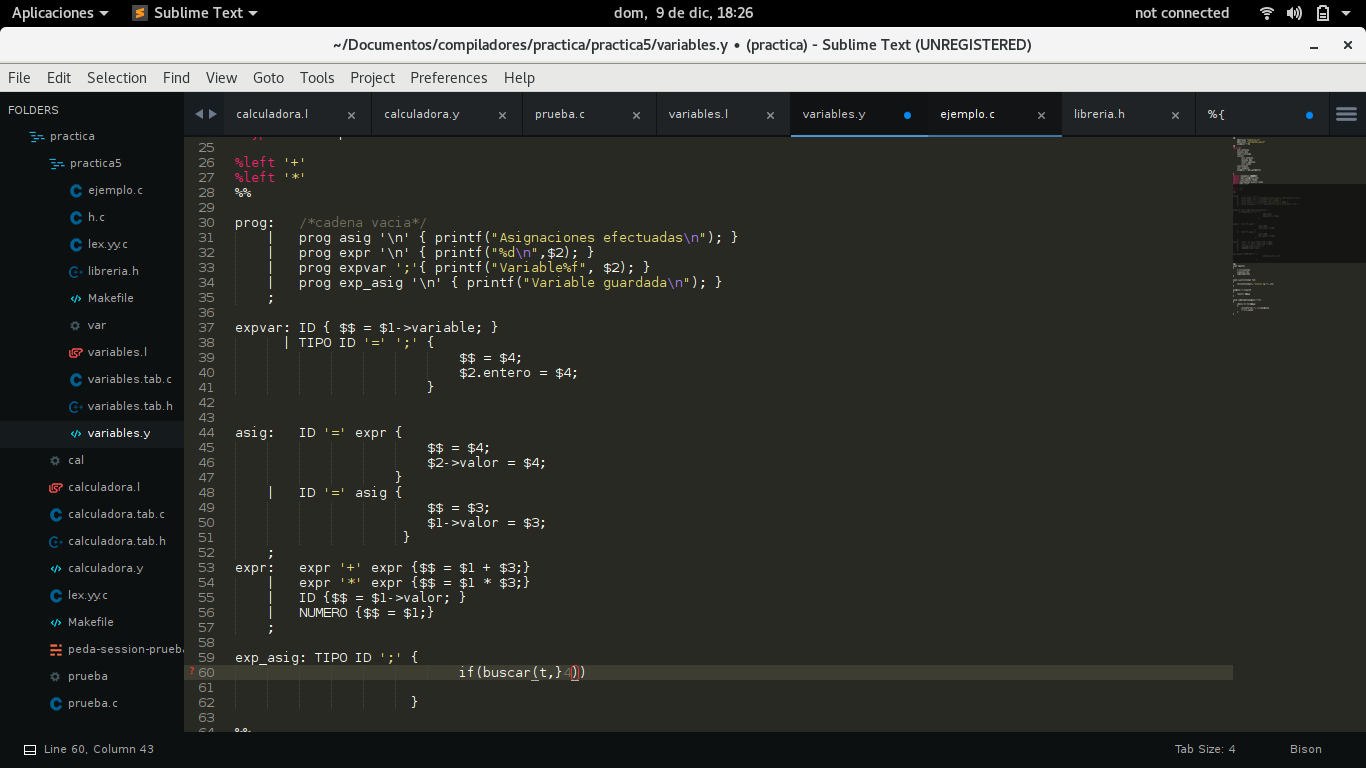 Aplicaciones Sublime Text dom, 9 de dic, 18:26 not connected
~/Documentos/compiladores/practica/practica5/variables.y • (practica) - Sublime Text (UNREGISTERED)
File Edit Selection Find View Goto Tools Project Preferences Help
FOLDERS
practica
practica5
ejemplo.c
h.c
lex.yy.c
libreria.h
Makefile
var
variables.l
variables.tab.c
variables.tab.h
variables.y
cal
calculadora.l
calculadora.tab.c
calculadora.tab.h
calculadora.y
lex.yy.c
Makefile
peda-session-prueba
prueba
prueba.c
calculadora.l calculadora.y prueba.c variables.l variables.y ejemplo.c libreria.h %{
25
26 %left '+'
27 %left '*'
28 %%
29
30 prog: /*cadena vacia*/
31 | prog asig '\n' { printf("Asignaciones efectuadas\n"); }
32 | prog expr '\n' { printf("%d\n",$2); }
33 | prog expvar ';'{ printf("Variable%f", $2); }
34 | prog exp_asig '\n' { printf("Variable guardada\n"); }
35 ;
36
37 expvar: ID { $$ = $1->variable; }
38 | TIPO ID '=' ';' {
39 $$ = $4;
40 $2.entero = $4;
41 }
42
43
44 asig: ID '=' expr {
45 $$ = $4;
46 $2->valor = $4;
47 }
48 | ID '=' asig {
49 $$ = $3;
50 $1->valor = $3;
51 }
52 ;
53 expr: expr '+' expr {$$ = $1 + $3;}
54 | expr '*' expr {$$ = $1 * $3;}
55 | ID {$$ = $1->valor; }
56 | NUMERO {$$ = $1;}
57 ;
58
59 exp_asig: TIPO ID ';' {
? 60 if(buscar(t,}4))
61
62 }
63
64 %%
Line 60, Column 43 Tab Size: 4 Bison